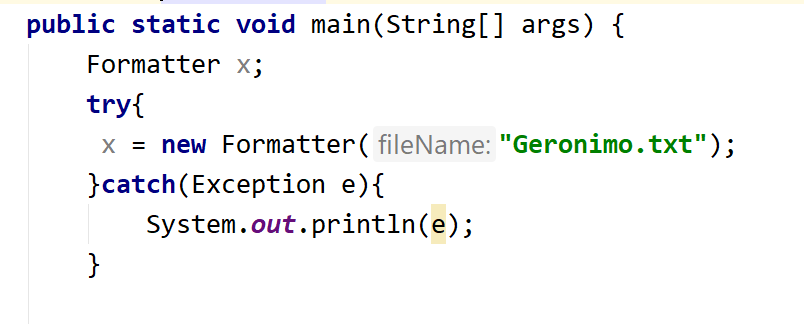 public static void main(String[] args) {
Formatter x;
try{
x = new Formatter( fileName: "Geronimo.txt");
}catch(Exception e){
System.out.println(e);
}